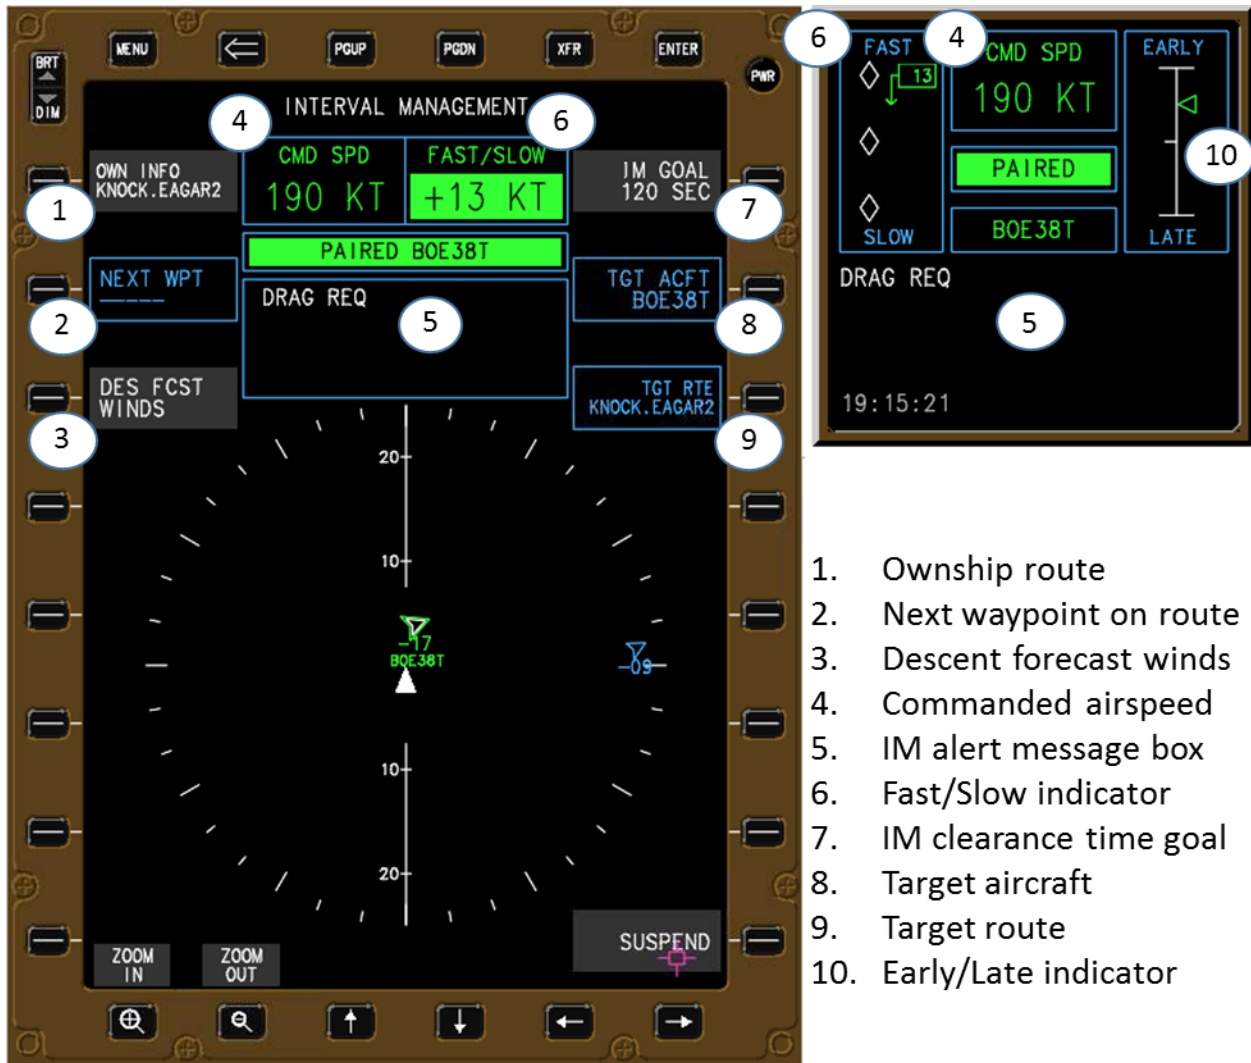 MENU
PGUP
PGDN
XFR
ENTER
BRT
DIM
PWR
INTERVAL MANAGEMENT
4
6
OWN INFO
KNOCK.EAGAR2
CMD SPD
190 KT
FAST/SLOW
+13 KT
IM GOAL
120 SEC
1
7
PAIRED BOE38T
NEXT WPT
-----
DRAG REQ
TGT ACFT
BOE38T
2
5
8
DES FCST
WINDS
TGT RTE
KNOCK.EAGAR2
3
9
20
10
-17
BOE38T
-09
10
20
SUSPEND
ZOOM
IN
ZOOM
OUT
6
FAST
4
CMD SPD
190 KT
EARLY
13
10
PAIRED
SLOW
BOE38T
LATE
DRAG REQ
5
19:15:21
1. Ownship route
2. Next waypoint on route
3. Descent forecast winds
4. Commanded airspeed
5. IM alert message box
6. Fast/Slow indicator
7. IM clearance time goal
8. Target aircraft
9. Target route
10. Early/Late indicator